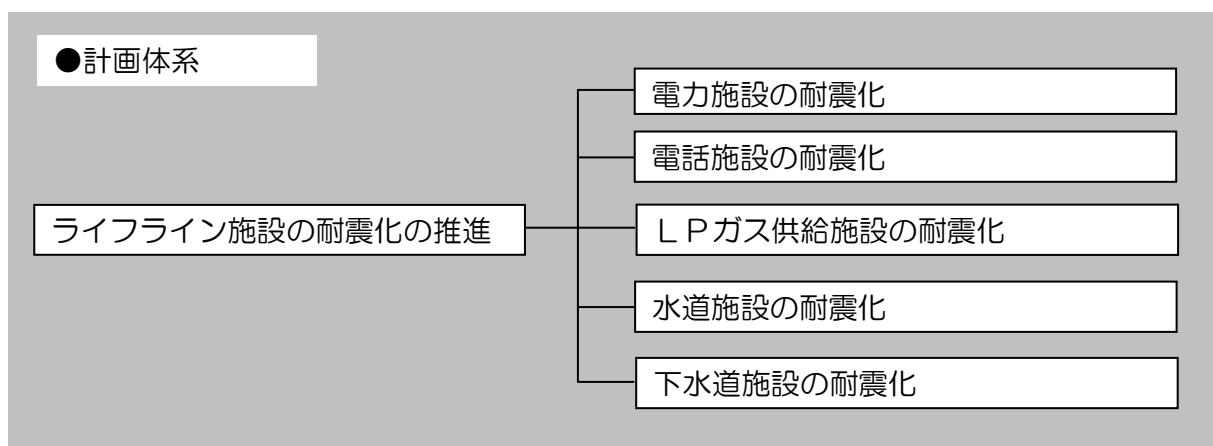 ●計画体系
電力施設の耐震化
電話施設の耐震化
ライフライン施設の耐震化の推進
ＬＰガス供給施設の耐震化
水道施設の耐震化
下水道施設の耐震化